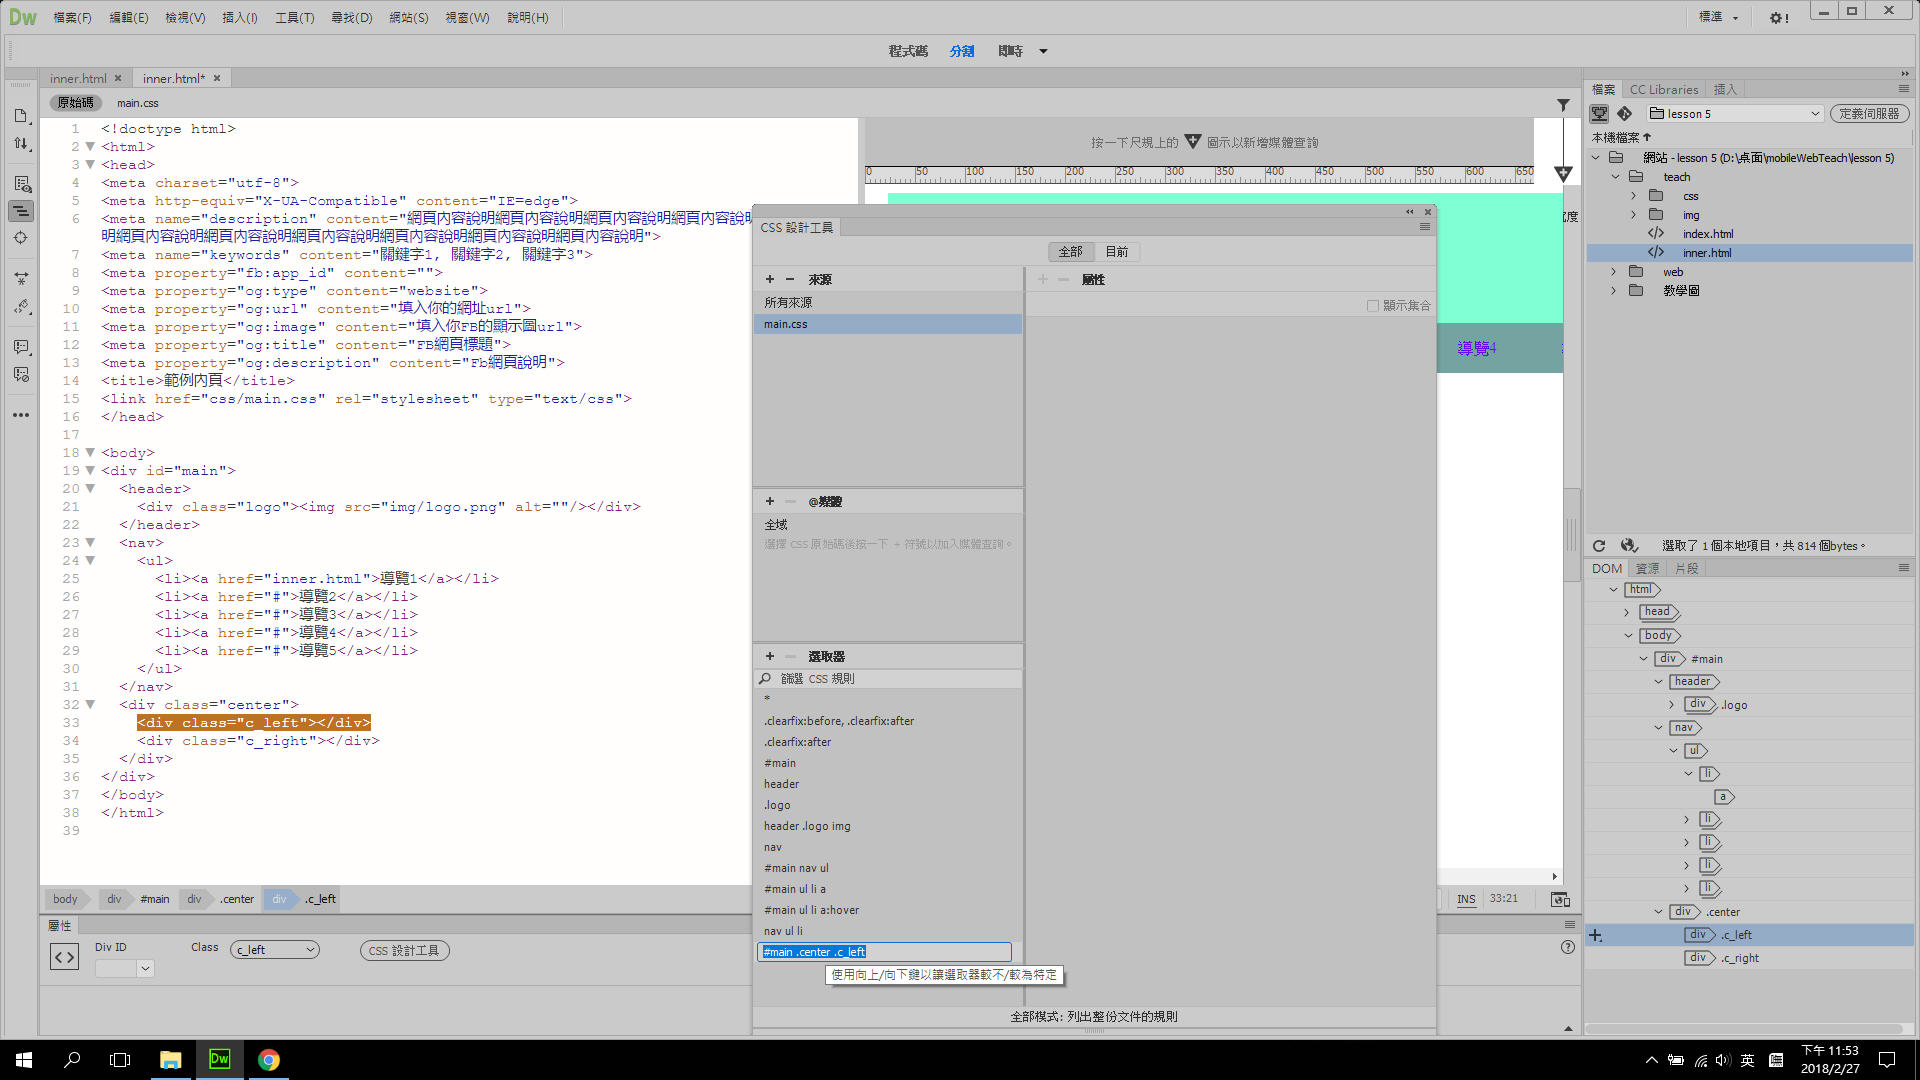 Dw 檔案(F) 編輯(E) 檢視(V) 插入(I) 工具(T) 尋找(D) 網站(S) 視窗(W) 說明(H) 標準
程式碼 分割 即時
inner.html inner.html*
原始碼 main.css
1 <!doctype html>
2 <html>
3 <head>
4 <meta charset="utf-8">
5 <meta http-equiv="X-UA-Compatible" content="IE=edge">
6 <meta name="description" content="網頁內容說明網頁內容說明網頁內容說明網頁內容說
明網頁內容說明網頁內容說明網頁內容說明網頁內容說明網頁內容說明網頁內容說明">
7 <meta name="keywords" content="關鍵字1, 關鍵字2, 關鍵字3">
8 <meta property="fb:app_id" content="">
9 <meta property="og:type" content="website">
10 <meta property="og:url" content="填入你的網址url">
11 <meta property="og:image" content="填入你FB的顯示圖url">
12 <meta property="og:title" content="FB網頁標題">
13 <meta property="og:description" content="Fb網頁說明">
14 <title>範例內頁</title>
15 <link href="css/main.css" rel="stylesheet" type="text/css">
16 </head>
17
18 <body>
19 <div id="main">
20 <header>
21 <div class="logo"><img src="img/logo.png" alt=""/></div>
22 </header>
23 <nav>
24 <ul>
25 <li><a href="inner.html">導覽1</a></li>
26 <li><a href="#">導覽2</a></li>
27 <li><a href="#">導覽3</a></li>
28 <li><a href="#">導覽4</a></li>
29 <li><a href="#">導覽5</a></li>
30 </ul>
31 </nav>
32 <div class="center">
33 <div class="c_left"></div>
34 <div class="c_right"></div>
35 </div>
36 </div>
37 </body>
38 </html>
39
body div #main div .center div .c_left
INS 33:21
屬性
Div ID Class c_left CSS 設計工具
按一下尺規上的 圖示以新增媒體查詢
0 50 100 150 200 250 300 350 400 450 500 550 600 650
導覽4
CSS 設計工具
全部 目前
+ − 來源
所有來源
main.css
+ − 屬性
顯示集合
+ − @媒體
全域
選擇 CSS 原始碼後按一下 + 符號以加入媒體查詢。
+ − 選取器
篩選 CSS 規則
*
.clearfix:before, .clearfix:after
.clearfix:after
#main
header
.logo
header .logo img
nav
#main nav ul
#main ul li a
#main ul li a:hover
nav ul li
#main .center .c_left
使用向上/向下鍵以讓選取器較不/較為特定
全部模式: 列出整份文件的規則
檔案 CC Libraries 插入
lesson 5 定義伺服器
本機檔案
網站 - lesson 5 (D:\桌面\mobileWebTeach\lesson 5)
teach
css
img
index.html
inner.html
web
教學圖
選取了 1 個本地項目，共 814 個bytes。
DOM 資源 片段
html
head
body
div #main
header
div .logo
nav
ul
li
a
li
li
li
li
div .center
div .c_left
div .c_right
Dw
英
下午 11:53
2018/2/27